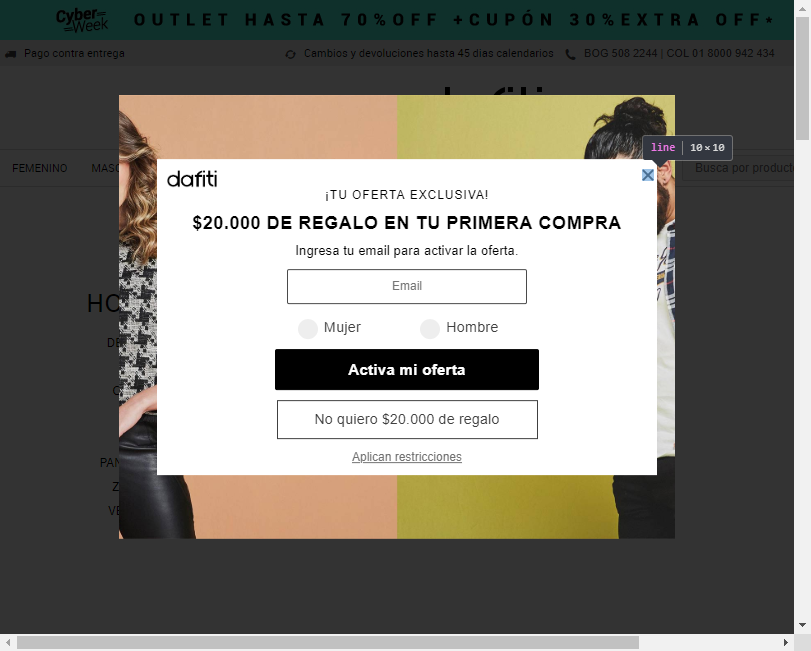 Cyber Week
OUTLET HASTA 70%OFF +CUPÓN 30%EXTRA OFF*
Pago contra entrega
Cambios y devoluciones hasta 45 dias calendarios
BOG 508 2244 | COL 01 8000 942 434
line | 10×10
FEMENINO
MASC
Busca por product
dafiti
¡TU OFERTA EXCLUSIVA!
$20.000 DE REGALO EN TU PRIMERA COMPRA
Ingresa tu email para activar la oferta.
Email
HO
Mujer
Hombre
DE
Activa mi oferta
No quiero $20.000 de regalo
Aplican restricciones
PAN
Z
VE